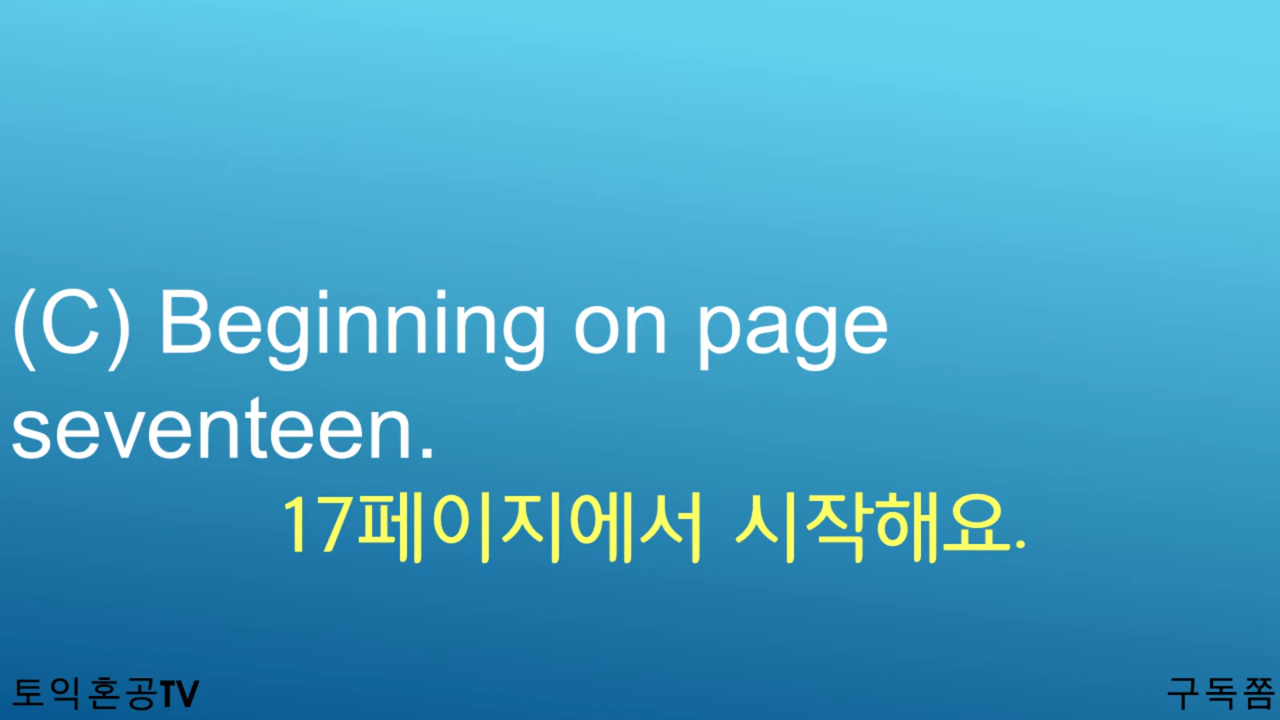 (C) Beginning on page
seventeen.
17페이지에서 시작해요.
토익혼공TV
구독쫌